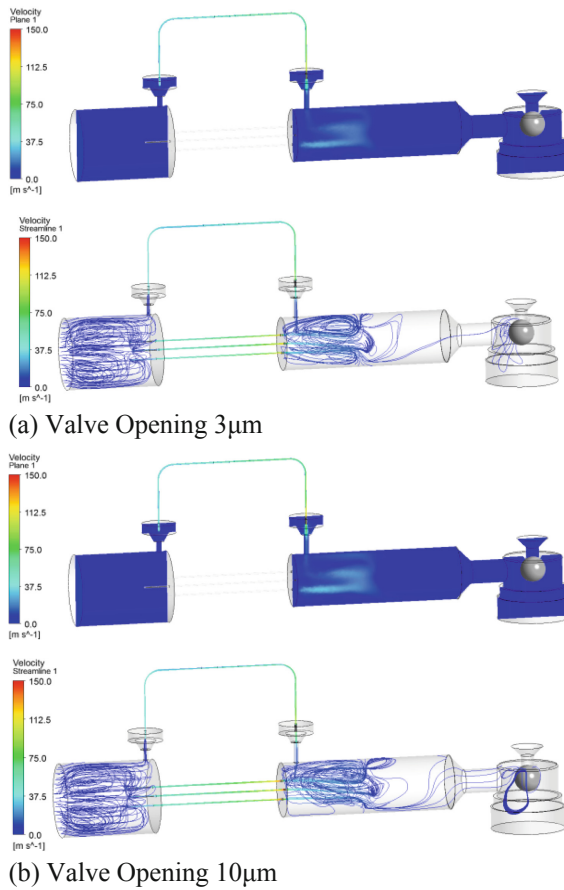 Velocity
Plane 1
150.0
112.5
75.0
37.5
0.0
[m s^-1]
Velocity
Streamline 1
150.0
112.5
75.0
37.5
0.0
[m s^-1]
(a) Valve Opening 3μm
Velocity
Plane 1
150.0
112.5
75.0
37.5
0.0
[m s^-1]
Velocity
Streamline 1
150.0
112.5
75.0
37.5
0.0
[m s^-1]
(b) Valve Opening 10μm